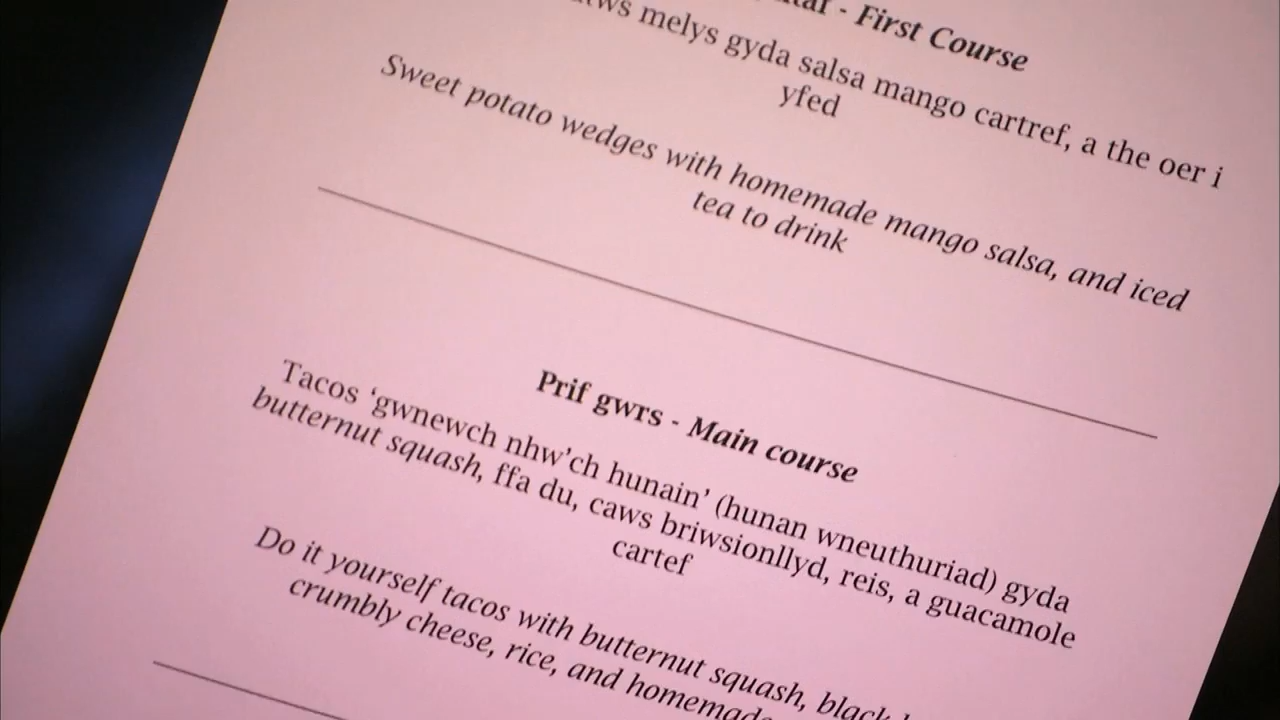 - First Course
melys gyda salsa mango cartref, a the oer i
yfed
Sweet potato wedges with homemade mango salsa, and iced
tea to drink
Prif gwrs - Main course
Tacos ‘gwnewch nhw’ch hunain’ (hunan wneuthuriad) gyda
butternut squash, ffa du, caws briwsionllyd, reis, a guacamole
cartef
Do it yourself tacos with butternut squash, black
crumbly cheese, rice, and homemade